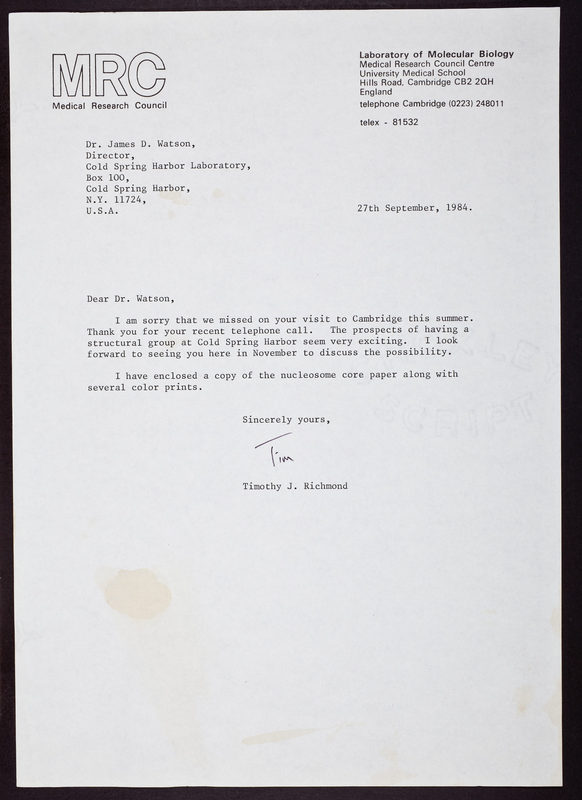 MRC
Medical Research Council
Laboratory of Molecular Biology
Medical Research Council Centre
University Medical School
Hills Road, Cambridge CB2 2QH
England
telephone Cambridge (0223) 248011
telex - 81532
Dr. James D. Watson,
Director,
Cold Spring Harbor Laboratory,
Box 100,
Cold Spring Harbor,
N.Y. 11724,
U.S.A.
27th September, 1984.
Dear Dr. Watson,
I am sorry that we missed on your visit to Cambridge this summer.
Thank you for your recent telephone call. The prospects of having a
structural group at Cold Spring Harbor seem very exciting. I look
forward to seeing you here in November to discuss the possibility.
I have enclosed a copy of the nucleosome core paper along with
several color prints.
Sincerely yours,
Tim
Timothy J. Richmond